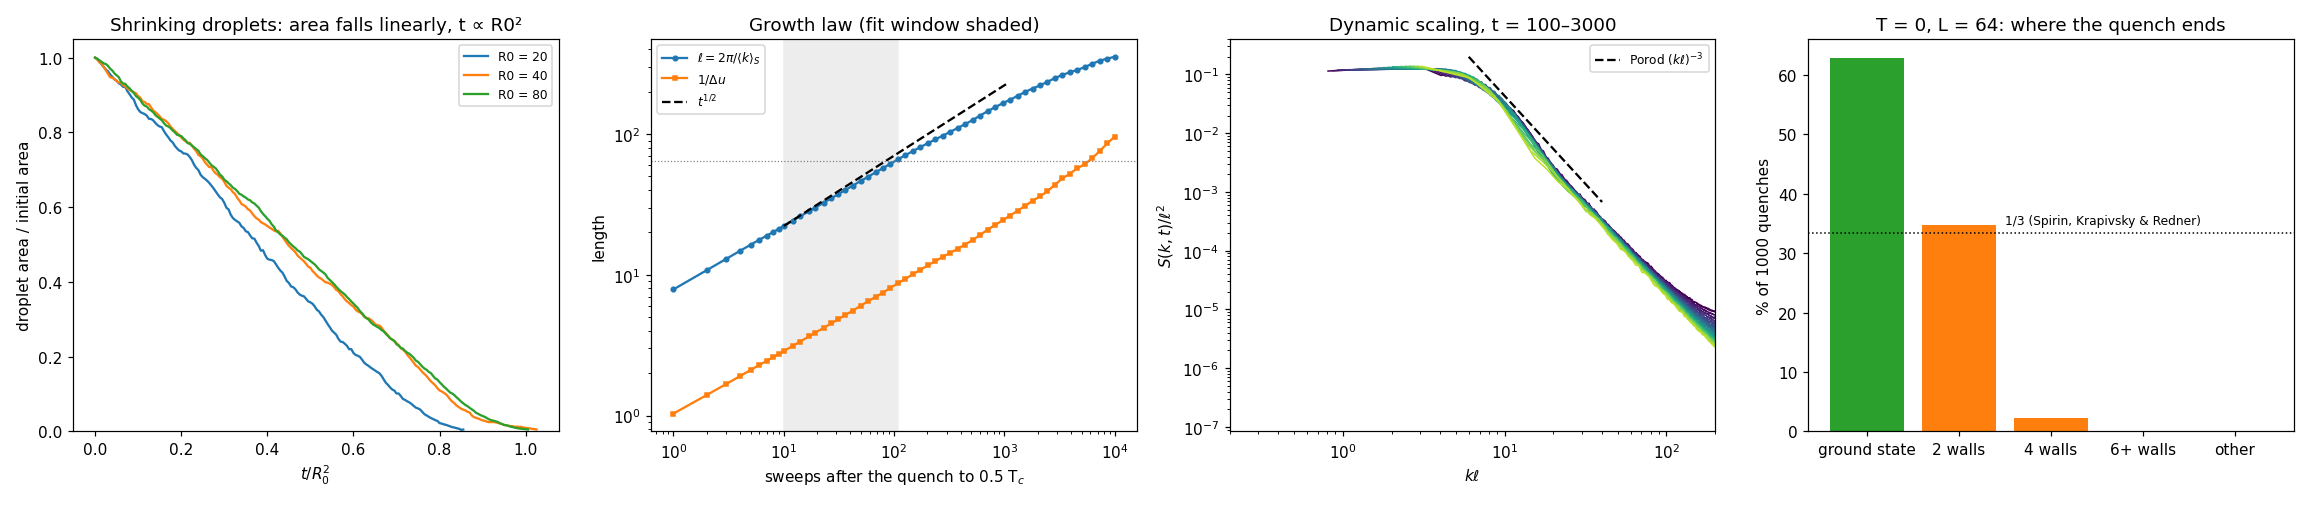 Shrinking droplets: area falls linearly, t ∝ R0²
droplet area / initial area
1.0
0.8
0.6
0.4
0.2
0.0
0.0 0.2 0.4 0.6 0.8 1.0
t/R₀²
R0 = 20
R0 = 40
R0 = 80
Growth law (fit window shaded)
length
10²
10¹
10⁰
10⁰ 10¹ 10² 10³ 10⁴
sweeps after the quench to 0.5 T_c
ℓ = 2π/⟨k⟩_S
1/Δu
t^{1/2}
Dynamic scaling, t = 100–3000
S(k, t)/ℓ²
10⁻¹
10⁻²
10⁻³
10⁻⁴
10⁻⁵
10⁻⁶
10⁻⁷
10⁰ 10¹ 10²
kℓ
Porod (kℓ)⁻³
T = 0, L = 64: where the quench ends
% of 1000 quenches
60
50
40
30
20
10
0
1/3 (Spirin, Krapivsky & Redner)
ground state 2 walls 4 walls 6+ walls other